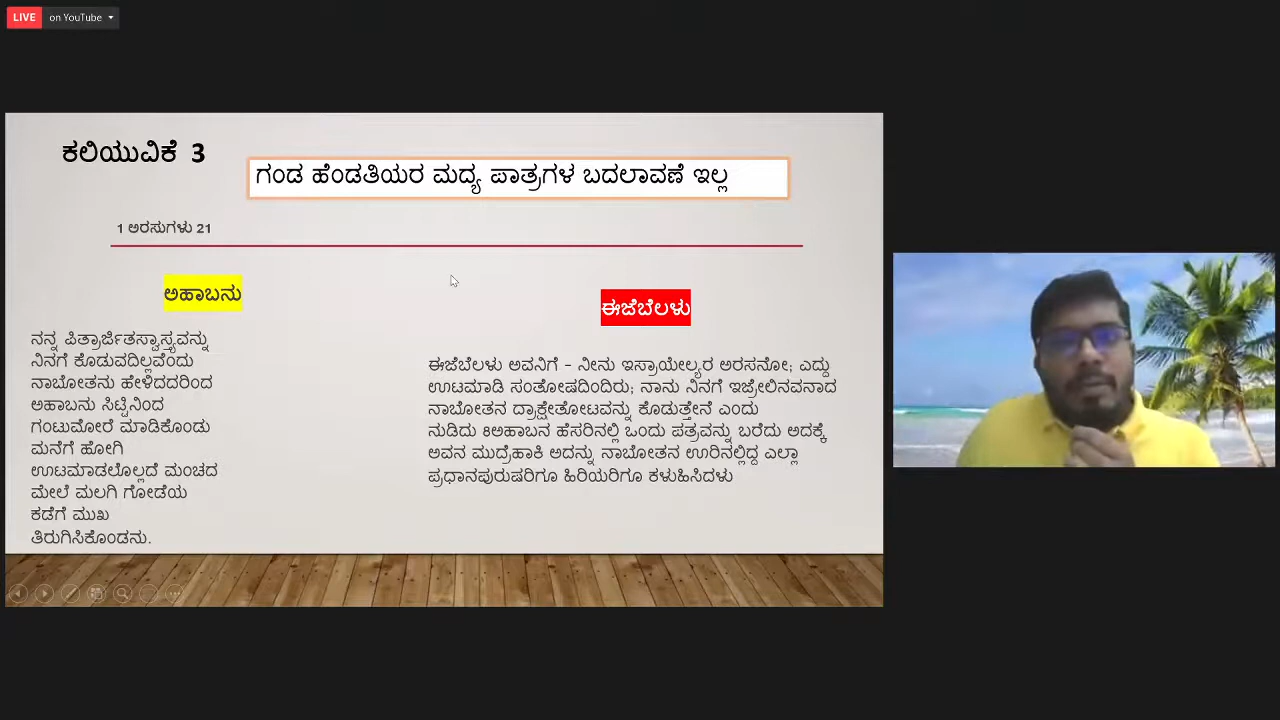 LIVE on YouTube
ಕಲಿಯುವಿಕೆ 3
ಗಂಡ ಹೆಂಡತಿಯರ ಮದ್ಯ ಪಾತ್ರಗಳ ಬದಲಾವಣೆ ಇಲ್ಲ
1 ಅರಸುಗಳು 21
ಅಹಾಬನು
ನನ್ನ ಪಿತ್ರಾರ್ಜಿತಸ್ವಾಸ್ತ್ಯವನ್ನು
ನಿನಗೆ ಕೊಡುವದಿಲ್ಲವೆಂದು
ನಾಬೋತನು ಹೇಳಿದದರಿಂದ
ಅಹಾಬನು ಸಿಟ್ಟಿನಿಂದ
ಗಂಟುಮೋರೆ ಮಾಡಿಕೊಂಡು
ಮನೆಗೆ ಹೋಗಿ
ಊಟಮಾಡಲೊಲ್ಲದೆ ಮಂಚದ
ಮೇಲೆ ಮಲಗಿ ಗೋಡೆಯ
ಕಡೆಗೆ ಮುಖ
ತಿರುಗಿಸಿಕೊಂಡನು.
ಈಜೆಬೆಲಳು
ಈಜೆಬೆಲಳು ಅವನಿಗೆ - ನೀನು ಇಸ್ರಾಯೇಲ್ಯರ ಅರಸನೋ; ಎದ್ದು
ಊಟಮಾಡಿ ಸಂತೋಷದಿಂದಿರು; ನಾನು ನಿನಗೆ ಇಜ್ರೇಲಿನವನಾದ
ನಾಬೋತನ ದ್ರಾಕ್ಷೇತೋಟವನ್ನು ಕೊಡುತ್ತೇನೆ ಎಂದು
ನುಡಿದು 8ಅಹಾಬನ ಹೆಸರಿನಲ್ಲಿ ಒಂದು ಪತ್ರವನ್ನು ಬರೆದು ಅದಕ್ಕೆ
ಅವನ ಮುದ್ರೆಹಾಕಿ ಅದನ್ನು ನಾಬೋತನ ಊರಿನಲ್ಲಿದ್ದ ಎಲ್ಲಾ
ಪ್ರಧಾನಪುರುಷರಿಗೂ ಹಿರಿಯರಿಗೂ ಕಳುಹಿಸಿದಳು